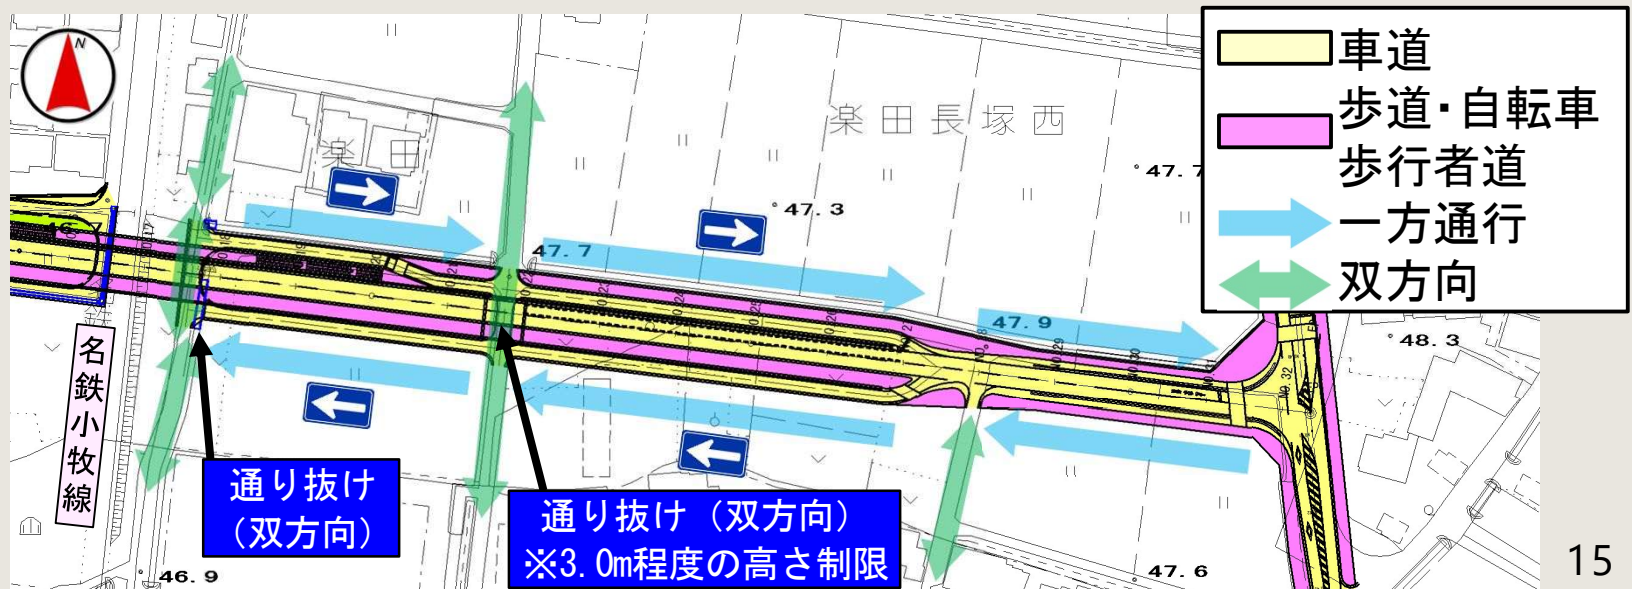 N
車道
歩道・自転車
歩行者道
一方通行
双方向
楽田長塚西
楽田
47.7
47.3
46.7
47.7
47.9
48.3
名鉄小牧線
通り抜け
（双方向）
通り抜け（双方向）
※3.0m程度の高さ制限
46.9
47.6
15